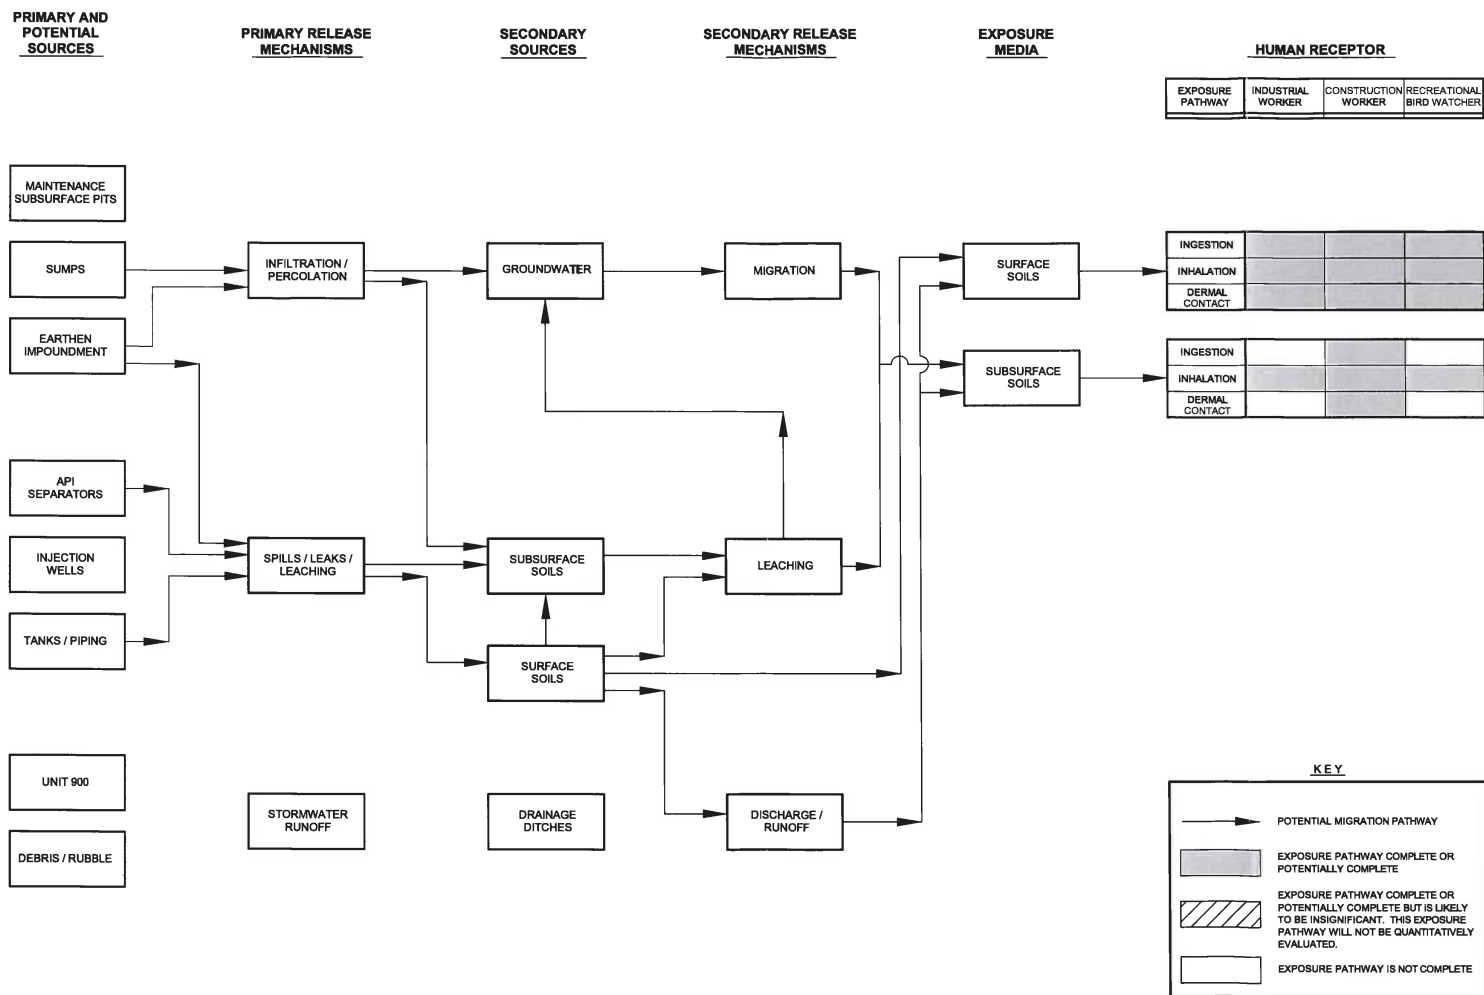 PRIMARY AND
POTENTIAL
SOURCES
PRIMARY RELEASE
MECHANISMS
SECONDARY
SOURCES
SECONDARY RELEASE
MECHANISMS
EXPOSURE
MEDIA
HUMAN RECEPTOR
EXPOSURE
PATHWAY
INDUSTRIAL
WORKER
CONSTRUCTION
WORKER
RECREATIONAL
BIRD WATCHER
MAINTENANCE
SUBSURFACE PITS
SUMPS
INFILTRATION /
PERCOLATION
GROUNDWATER
MIGRATION
SURFACE
SOILS
INGESTION
INHALATION
DERMAL
CONTACT
EARTHEN
IMPOUNDMENT
SUBSURFACE
SOILS
INGESTION
INHALATION
DERMAL
CONTACT
API
SEPARATORS
INJECTION
WELLS
SPILLS / LEAKS /
LEACHING
SUBSURFACE
SOILS
LEACHING
TANKS / PIPING
SURFACE
SOILS
UNIT 900
STORMWATER
RUNOFF
DRAINAGE
DITCHES
DISCHARGE /
RUNOFF
DEBRIS / RUBBLE
KEY
POTENTIAL MIGRATION PATHWAY
EXPOSURE PATHWAY COMPLETE OR
POTENTIALLY COMPLETE
EXPOSURE PATHWAY COMPLETE OR
POTENTIALLY COMPLETE BUT IS LIKELY
TO BE INSIGNIFICANT. THIS EXPOSURE
PATHWAY WILL NOT BE QUANTITATIVELY
EVALUATED.
EXPOSURE PATHWAY IS NOT COMPLETE